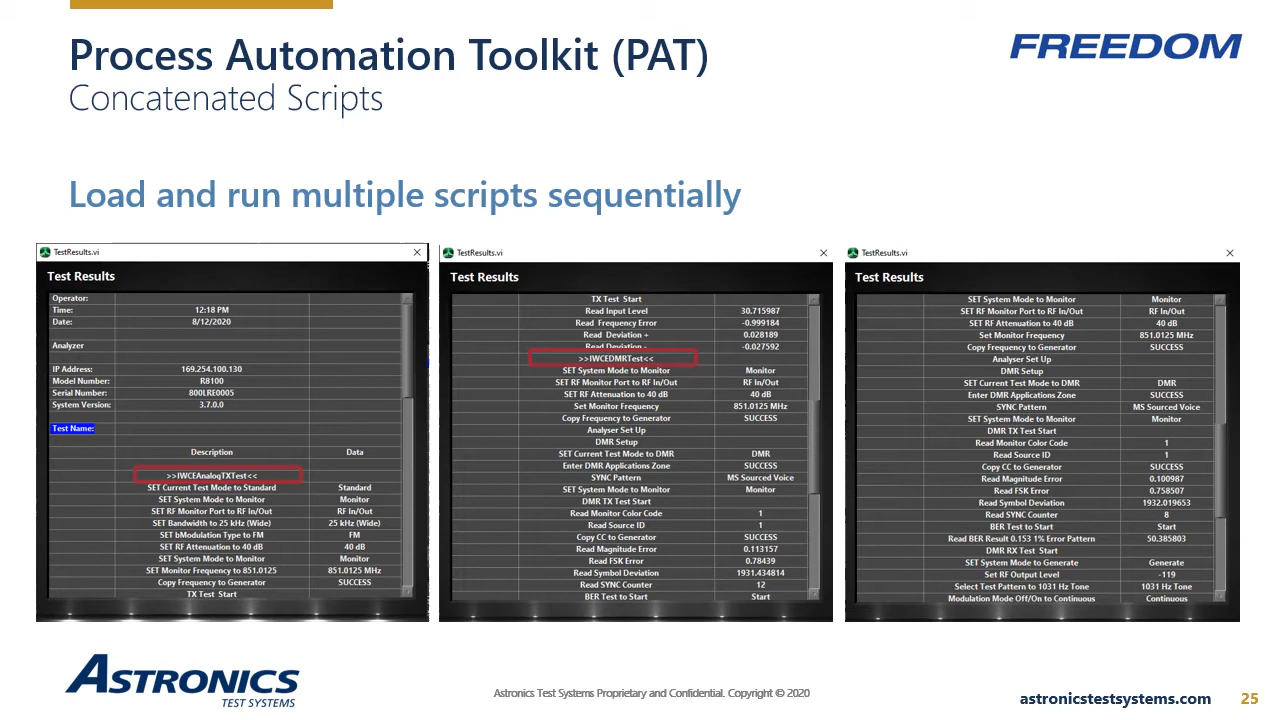 Process Automation Toolkit (PAT)
FREEDOM
Concatenated Scripts
Load and run multiple scripts sequentially
TestResults.vi
Test Results
Operator:
Time: 12:18 PM
Date: 8/12/2020
Analyzer
IP Address: 169.254.100.130
Model Number: R8100
Serial Number: 800LRE0005
System Version: 3.7.0.0
Test Name:
Description Data
>>IWCEAnalogTXTest<<
SET Current Test Mode to Standard Standard
SET System Mode to Monitor Monitor
SET RF Monitor Port to RF In/Out RF In/Out
SET Bandwidth to 25 kHz (Wide) 25 kHz (Wide)
SET bModulation Type to FM FM
SET RF Attenuation to 40 dB 40 dB
SET System Mode to Monitor Monitor
SET Monitor Frequency to 851.0125 851.0125 MHz
Copy Frequency to Generator SUCCESS
TX Test Start
TestResults.vi
Test Results
TX Test Start
Read Input Level 30.715987
Read Frequency Error -0.999184
Read Deviation + 0.028189
Read Deviation - -0.027592
>>IWCEDMRTest<<
SET System Mode to Monitor Monitor
SET RF Monitor Port to RF In/Out RF In/Out
SET RF Attenuation to 40 dB 40 dB
Set Monitor Frequency 851.0125 MHz
Copy Frequency to Generator SUCCESS
Analyser Set Up
DMR Setup
SET Current Test Mode to DMR DMR
Enter DMR Applications Zone SUCCESS
SYNC Pattern MS Sourced Voice
SET System Mode to Monitor Monitor
DMR TX Test Start
Read Monitor Color Code 1
Read Source ID 1
Copy CC to Generator SUCCESS
Read Magnitude Error 0.113157
Read FSK Error 0.78439
Read Symbol Deviation 1931.434814
Read SYNC Counter 12
BER Test to Start Start
TestResults.vi
Test Results
SET System Mode to Monitor Monitor
SET RF Monitor Port to RF In/Out RF In/Out
SET RF Attenuation to 40 dB 40 dB
Set Monitor Frequency 851.0125 MHz
Copy Frequency to Generator SUCCESS
Analyser Set Up
DMR Setup
SET Current Test Mode to DMR DMR
Enter DMR Applications Zone SUCCESS
SYNC Pattern MS Sourced Voice
SET System Mode to Monitor Monitor
DMR TX Test Start
Read Monitor Color Code 1
Read Source ID 1
Copy CC to Generator SUCCESS
Read Magnitude Error 0.100987
Read FSK Error 0.758507
Read Symbol Deviation 1932.019653
Read SYNC Counter 8
BER Test to Start Start
Read BER Result 0.153 1% Error Pattern 50.385803
DMR RX Test Start
SET System Mode to Generate Generate
Set RF Output Level -119
Select Test Pattern to 1031 Hz Tone 1031 Hz Tone
Modulation Mode Off/On to Continuous Continuous
ASTRONICS
TEST SYSTEMS
Astronics Test Systems Proprietary and Confidential. Copyright © 2020
astronicstestsystems.com 25